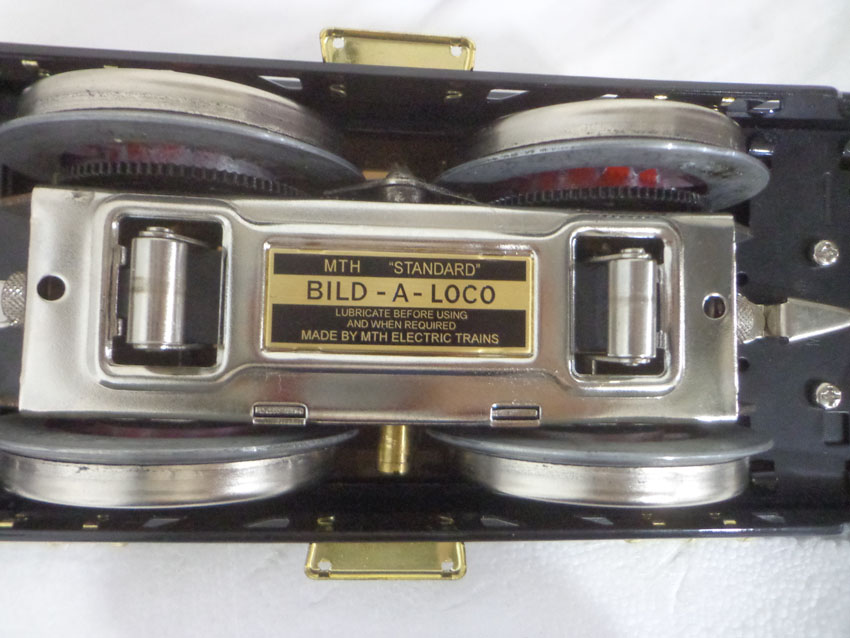 MTH "STANDARD"
BILD - A - LOCO
LUBRICATE BEFORE USING
AND WHEN REQUIRED
MADE BY MTH ELECTRIC TRAINS